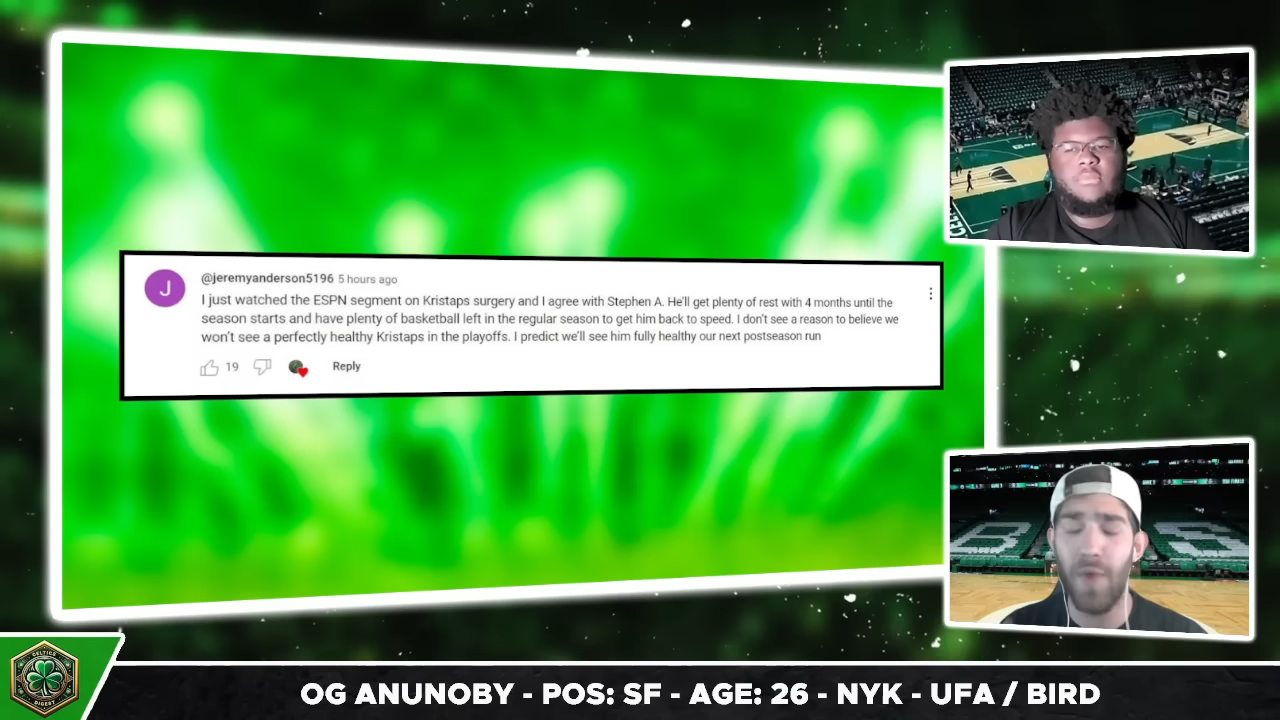 @jeremyanderson5196 5 hours ago
I just watched the ESPN segment on Kristaps surgery and I agree with Stephen A. He'll get plenty of rest with 4 months until the
season starts and have plenty of basketball left in the regular season to get him back to speed. I don't see a reason to believe we
won't see a perfectly healthy Kristaps in the playoffs. I predict we'll see him fully healthy our next postseason run
19
Reply
J
B
S
CELTICS
DIGEST
OG ANUNOBY - POS: SF - AGE: 26 - NYK - UFA / BIRD